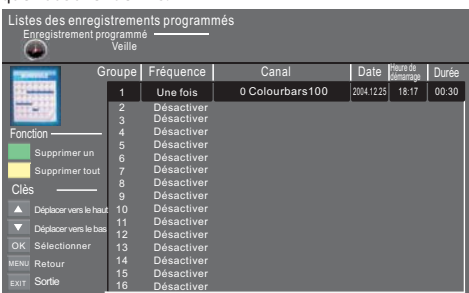 Listes des enregistrements programmés
Enregistrement programmé
Veille
Groupe Fréquence Canal Date Heure de démarrage Durée
1 Une fois 0 Colourbars100 2004.12.25 18:17 00:30
2 Désactiver
3 Désactiver
4 Désactiver
5 Désactiver
6 Désactiver
7 Désactiver
8 Désactiver
9 Désactiver
10 Désactiver
11 Désactiver
12 Désactiver
13 Désactiver
14 Désactiver
15 Désactiver
16 Désactiver
Fonction
Supprimer un
Supprimer tout
Clès
Déplacer vers le haut
Déplacer vers le bas
OK Sélectionner
MENU Retour
EXIT Sortie